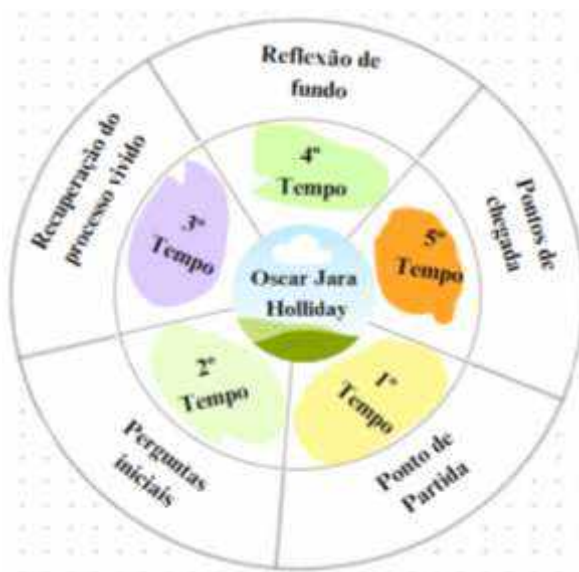 Reflexão de
fundo
4º
Tempo
Pontos de
chegada
5º
Tempo
Oscar Jara
Holliday
1º
Tempo
Ponto de
Partida
2º
Tempo
Perguntas
iniciais
3º
Tempo
Recuperação do
processo vivido